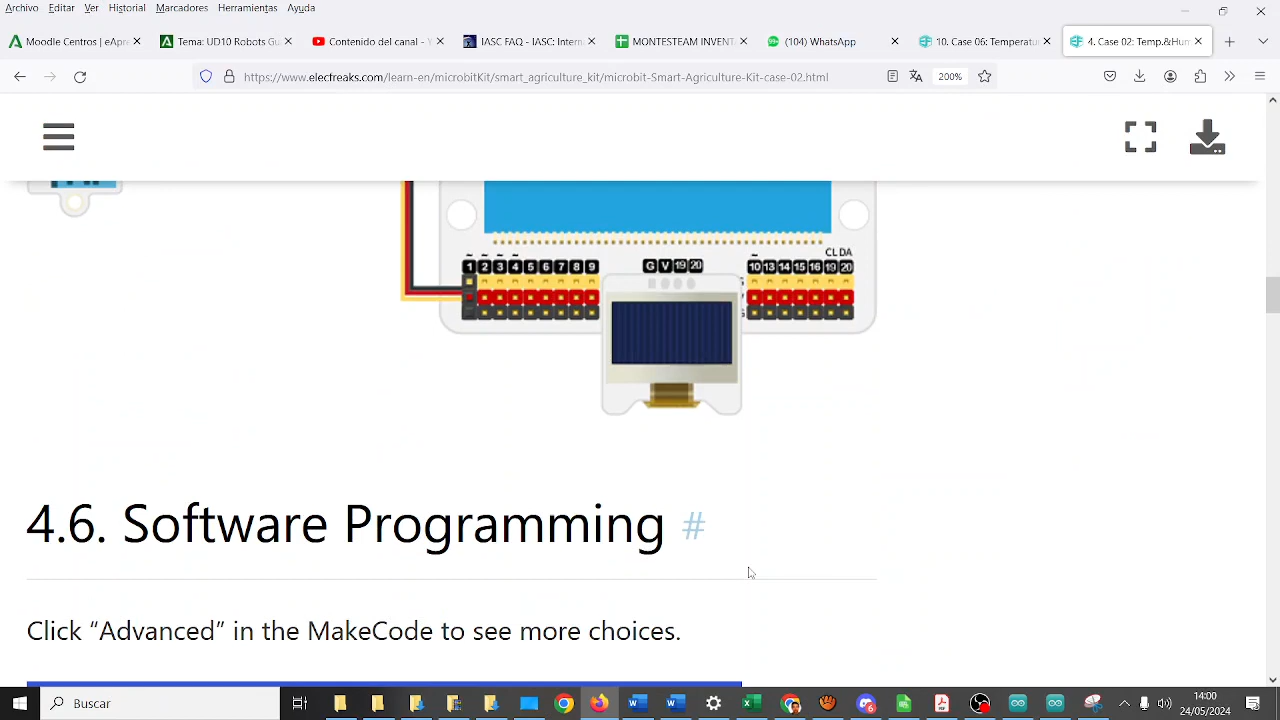 Archivo Editar Ver Historial Marcadores Herramientas Ayuda
Moodle Centros | eApre
Tema: UD10 Robots Gu
Contenido del canal - Y
IASC FAQ - IASC: Intern
MONTESTEAM INVENT
(104) WhatsApp
10. Case 06: Temperatu
4. Case 02: Temp&Hum
https://www.elecfreaks.com/learn-en/microbitKit/smart_agriculture_kit/microbit-Smart-Agriculture-Kit-case-02.html
200%
CL DA
1 2 3 4 5 6 7 8 9
G V 19 20
10 13 14 15 16 19 20
4.6. Software Programming #
Click “Advanced” in the MakeCode to see more choices.
Buscar
14:00
24/05/2024